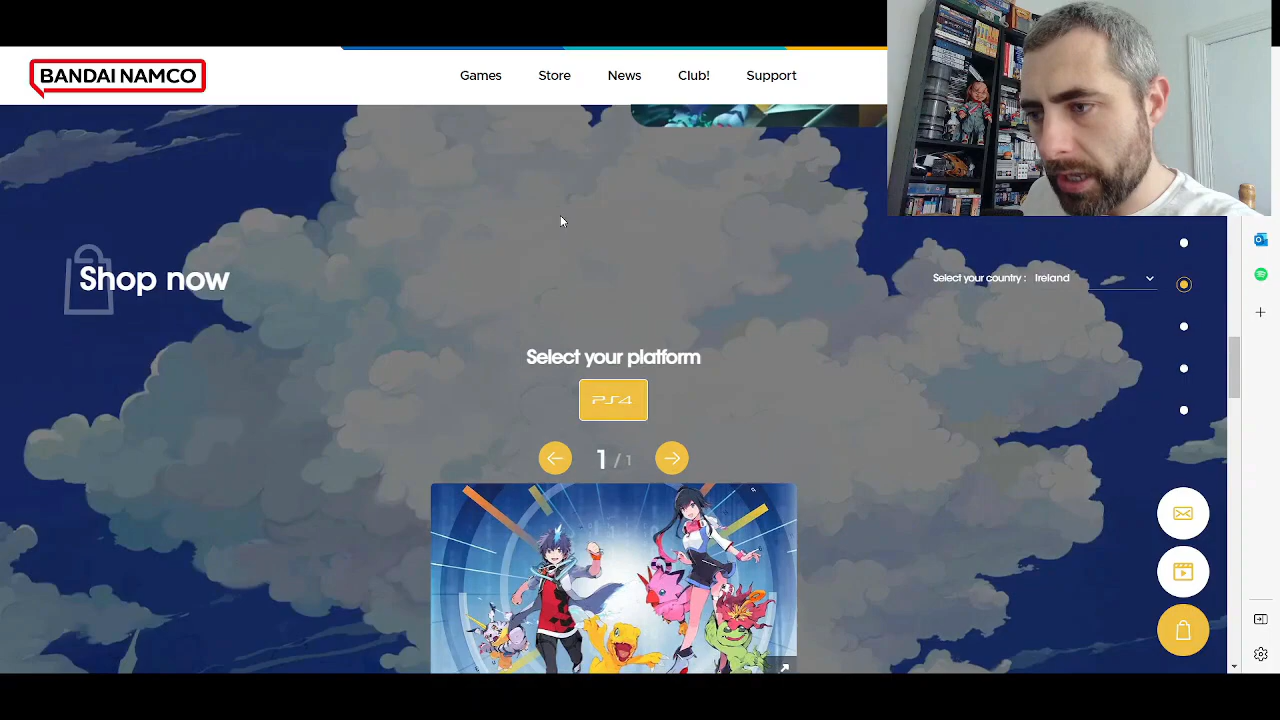 BANDAI NAMCO
Games Store News Club! Support
Shop now
Select your country : Ireland
Select your platform
PS4
1 / 1